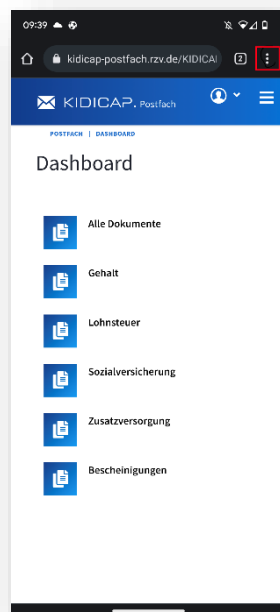 09:39
kidicap-postfach.rzv.de/KIDICAI
2
KIDICAP. Postfach
POSTFACH | DASHBOARD
Dashboard
Alle Dokumente
Gehalt
Lohnsteuer
Sozialversicherung
Zusatzversorgung
Bescheinigungen